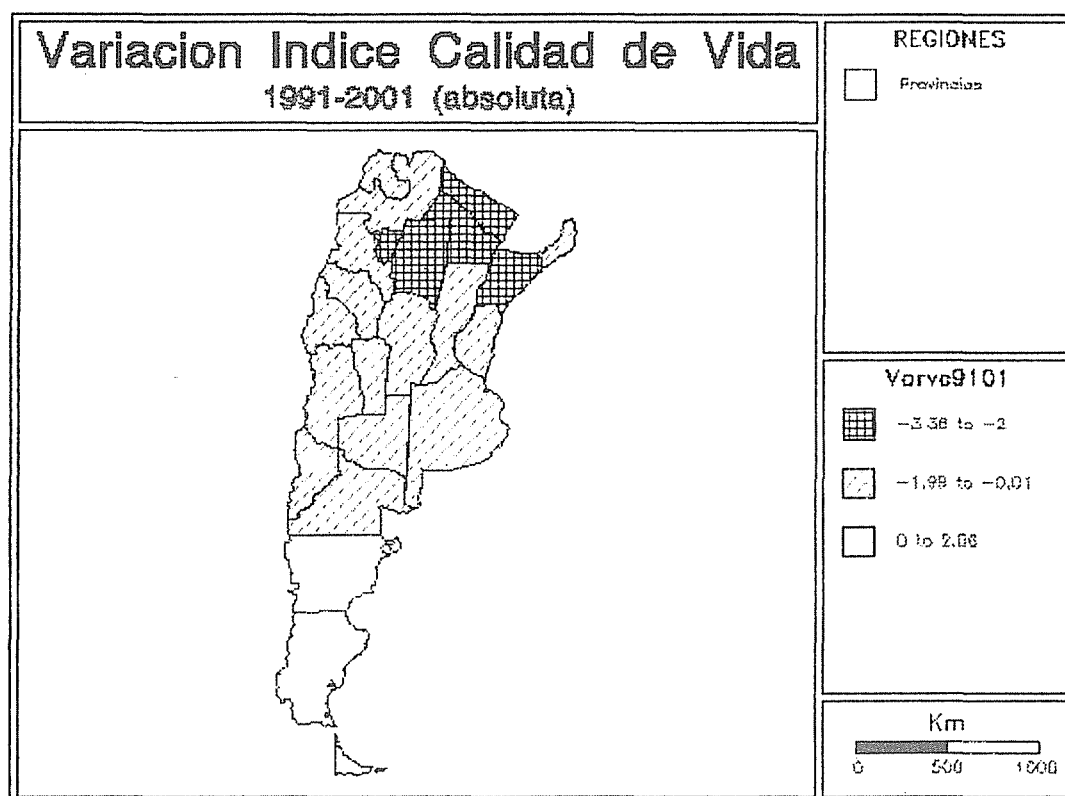 Variacion Indice Calidad de Vida
1991-2001 (absoluta)
REGIONES
Provincias
Varvc9101
-3.38 to -2
-1.99 to -0.01
0 to 2.06
Km
0 500 1000